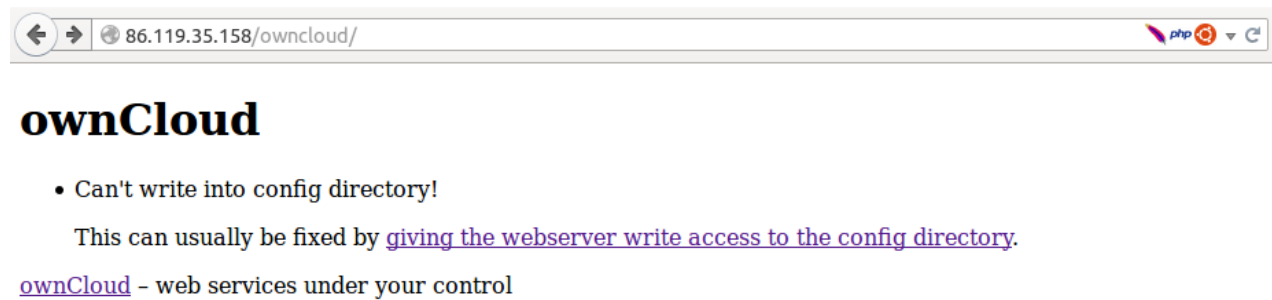 86.119.35.158/owncloud/ php
ownCloud
• Can't write into config directory!
This can usually be fixed by giving the webserver write access to the config directory.
ownCloud – web services under your control